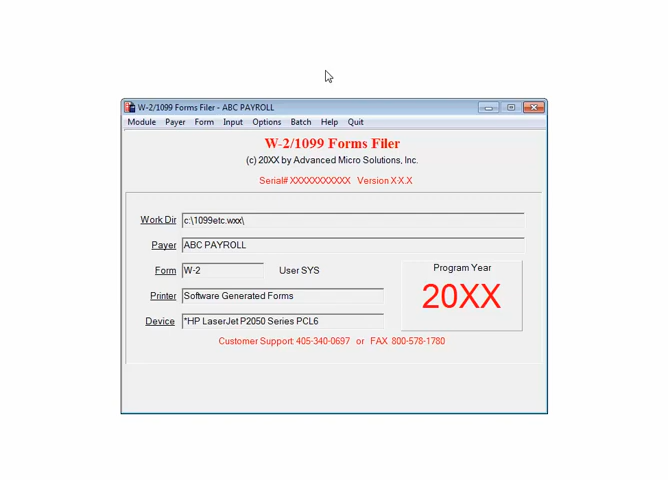 W-2/1099 Forms Filer - ABC PAYROLL
Module Payer Form Input Options Batch Help Quit
W-2/1099 Forms Filer
(c) 20XX by Advanced Micro Solutions, Inc.
Serial# XXXXXXXXXXX Version X-X.X
Work Dir c:\1099etc.wxx\
Payer ABC PAYROLL
Form W-2 User SYS
Program Year
20XX
Printer Software Generated Forms
Device *HP LaserJet P2050 Series PCL6
Customer Support: 405-340-0697 or FAX 800-578-1780